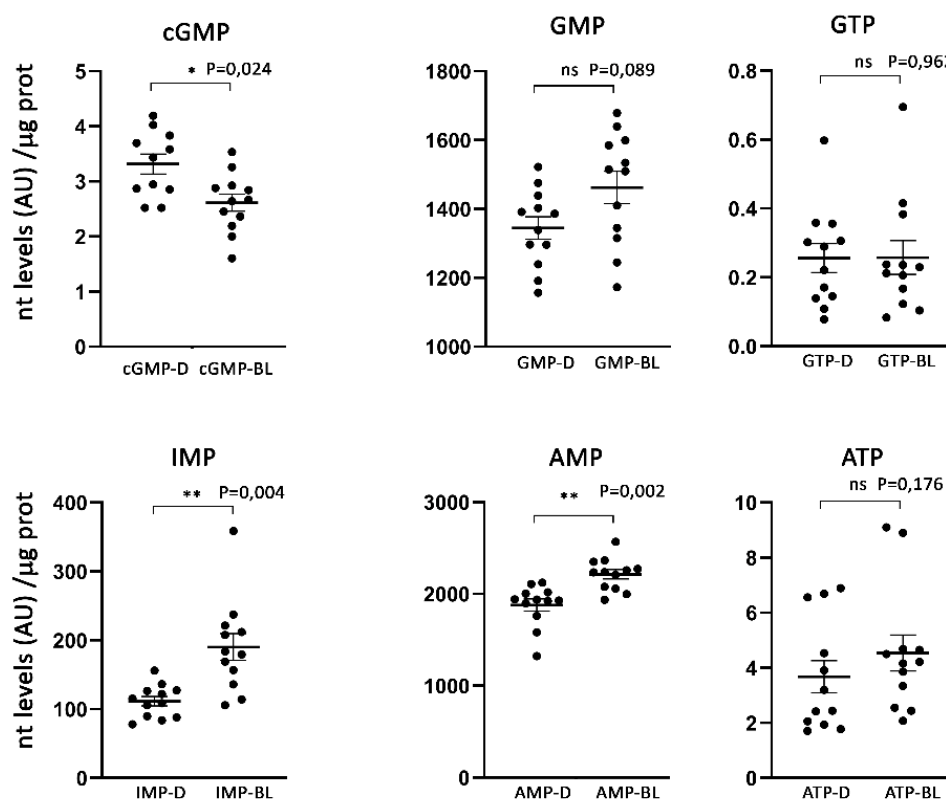 cGMP
GMP
GTP
* P=0,024
ns P=0,089
ns P=0,963
nt levels (AU) /µg prot
5
4
3
2
1
0
1800
1600
1400
1200
1000
0.8
0.6
0.4
0.2
0.0
cGMP-D cGMP-BL
GMP-D GMP-BL
GTP-D GTP-BL
IMP
AMP
ATP
** P=0,004
** P=0,002
ns P=0,176
nt levels (AU) /µg prot
400
300
200
100
0
3000
2000
1000
0
10
8
6
4
2
0
IMP-D IMP-BL
AMP-D AMP-BL
ATP-D ATP-BL